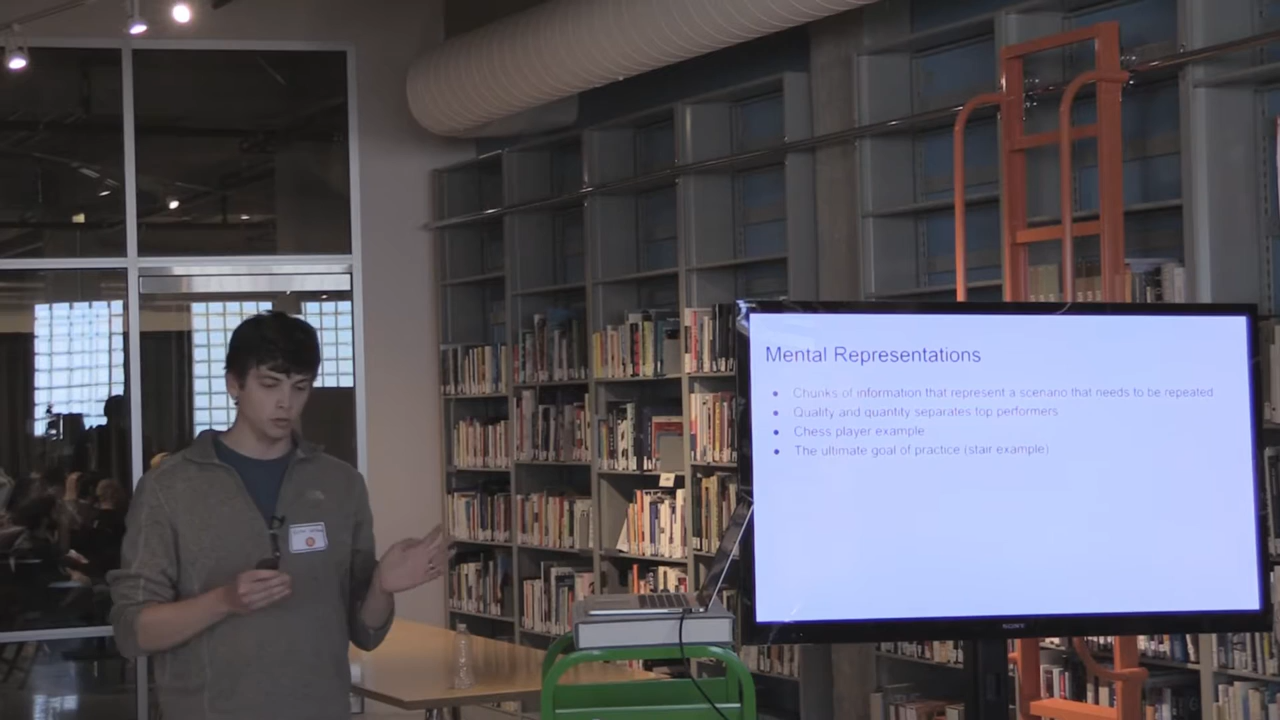 Mental Representations
● Chunks of information that represent a scenario that needs to be repeated
● Quality and quantity separates top performers
● Chess player example
● The ultimate goal of practice (stair example)
SONY